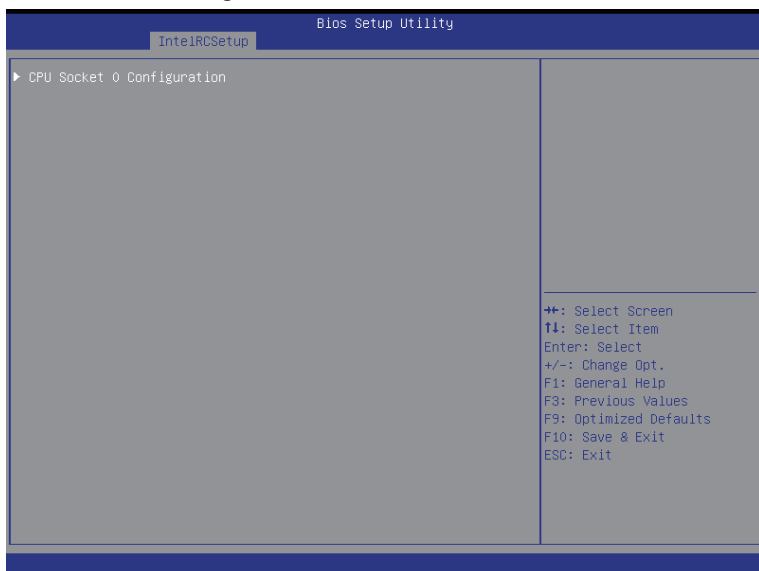 Bios Setup Utility
IntelRCSetup
▶ CPU Socket 0 Configuration
→←: Select Screen
↑↓: Select Item
Enter: Select
+/-: Change Opt.
F1: General Help
F3: Previous Values
F9: Optimized Defaults
F10: Save & Exit
ESC: Exit